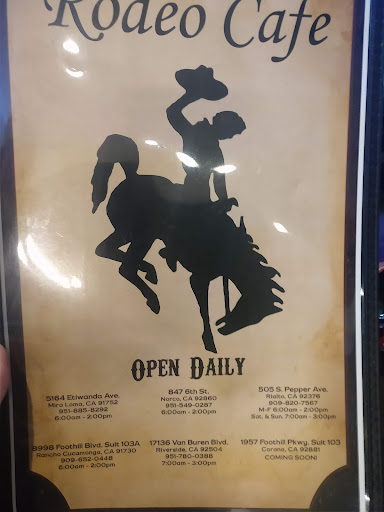 Rodeo Cafe
OPEN DAILY
5164 Etiwanda Ave.
Mira Loma, CA 91752
951-685-8292
6:00am - 2:00pm
847 6th St.
Norco, CA 92860
951-549-0287
6:00am - 2:00pm
505 S. Pepper Ave.
Rialto, CA 92376
909-820-7567
M-F 6:00am - 2:00pm
Sat. & Sun. 7:00am - 3:00pm
8998 Foothill Blvd. Suit 103A
Rancho Cucamonga, CA 91730
909-652-0448
6:00am - 2:00pm
17136 Van Buren Blvd.
Riverside, CA 92504
951-780-0388
7:00am - 3:00pm
1957 Foothill Pkwy. Suit 103
Corona, CA 92881
COMING SOON!